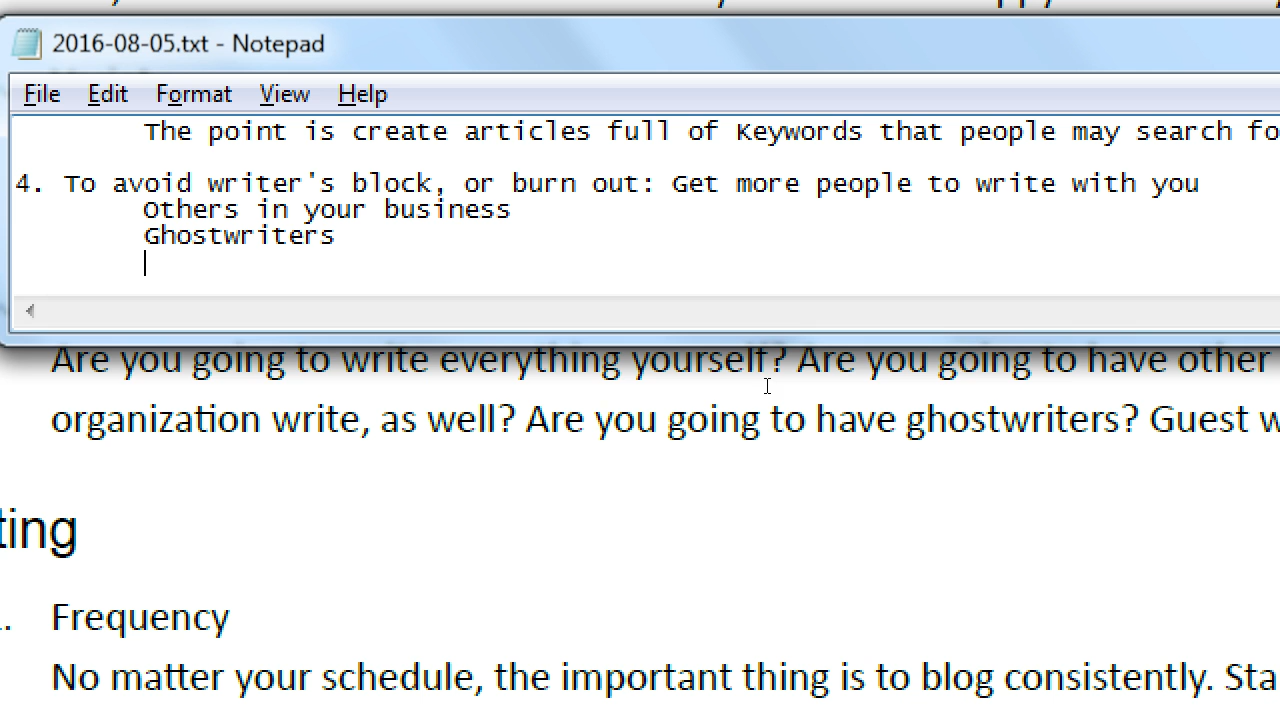 2016-08-05.txt - Notepad
File Edit Format View Help
The point is create articles full of Keywords that people may search fo
4. To avoid writer's block, or burn out: Get more people to write with you
Others in your business
Ghostwriters
Are you going to write everything yourself? Are you going to have other
organization write, as well? Are you going to have ghostwriters? Guest w
ting
. Frequency
No matter your schedule, the important thing is to blog consistently. Sta